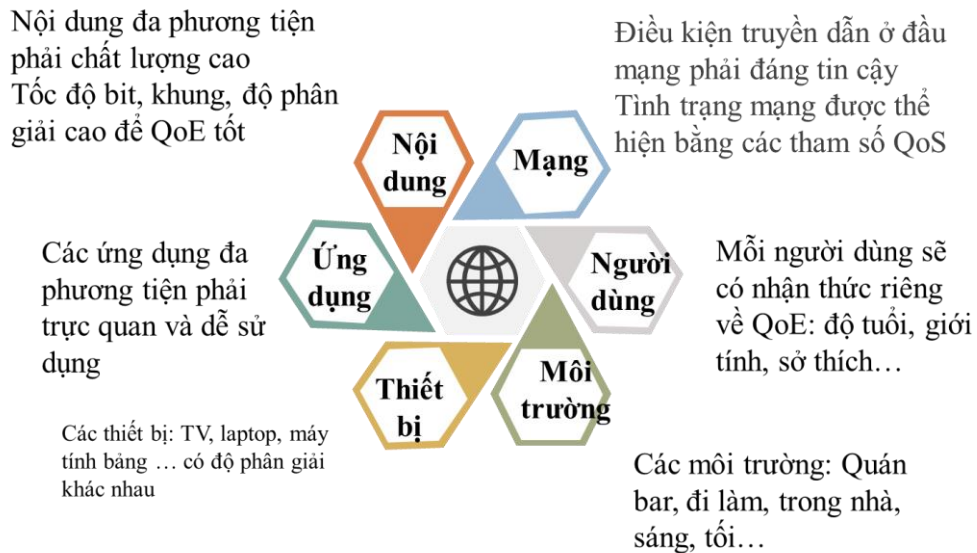 Nội dung đa phương tiện
phải chất lượng cao
Tốc độ bit, khung, độ phân
giải cao để QoE tốt
Điều kiện truyền dẫn ở đầu
mạng phải đáng tin cậy
Tình trạng mạng được thể
hiện bằng các tham số QoS
Nội
dung
Mạng
Các ứng dụng đa
phương tiện phải
trực quan và dễ sử
dụng
Ứng
dụng
Người
dùng
Mỗi người dùng sẽ
có nhận thức riêng
về QoE: độ tuổi, giới
tính, sở thích…
Thiết
bị
Môi
trường
Các thiết bị: TV, laptop, máy
tính bảng … có độ phân giải
khác nhau
Các môi trường: Quán
bar, đi làm, trong nhà,
sáng, tối…